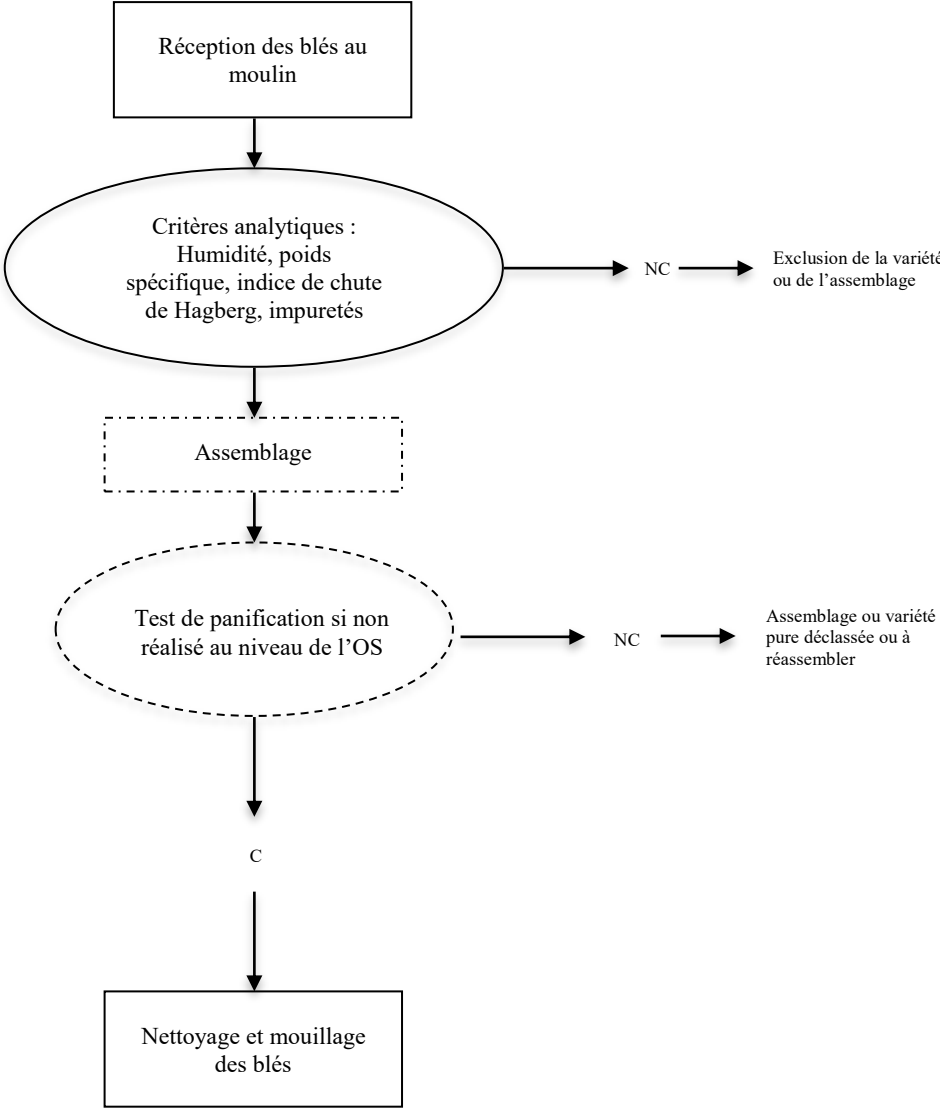 Réception des blés au
moulin
Critères analytiques :
Humidité, poids
spécifique, indice de chute
de Hagberg, impuretés
NC
Exclusion de la variété
ou de l’assemblage
Assemblage
Test de panification si non
réalisé au niveau de l’OS
NC
Assemblage ou variété
pure déclassée ou à
réassembler
C
Nettoyage et mouillage
des blés